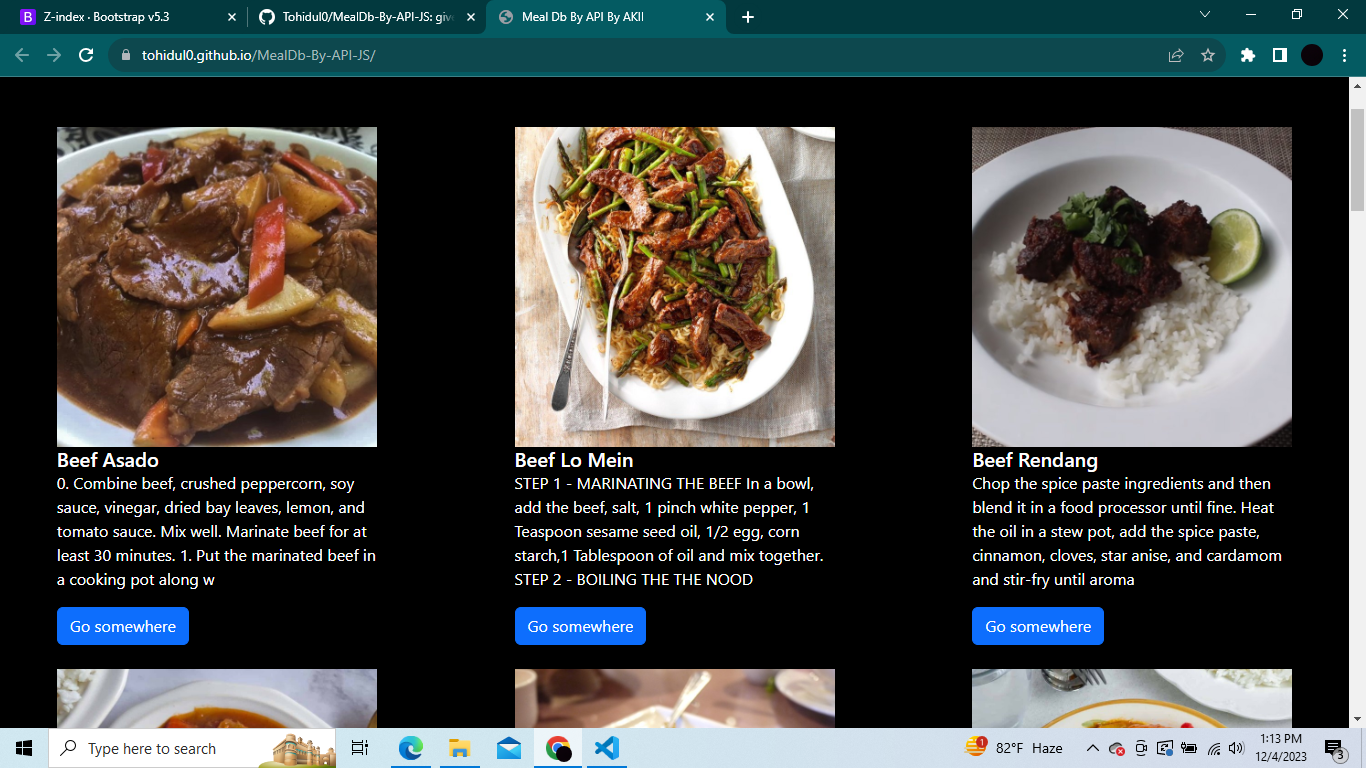 Z-index · Bootstrap v5.3
Tohidul0/MealDb-By-API-JS: give
Meal Db By API By AKIL
tohidul0.github.io/MealDb-By-API-JS/
Beef Asado
0. Combine beef, crushed peppercorn, soy
sauce, vinegar, dried bay leaves, lemon, and
tomato sauce. Mix well. Marinate beef for at
least 30 minutes. 1. Put the marinated beef in
a cooking pot along w
Go somewhere
Beef Lo Mein
STEP 1 - MARINATING THE BEEF In a bowl,
add the beef, salt, 1 pinch white pepper, 1
Teaspoon sesame seed oil, 1/2 egg, corn
starch,1 Tablespoon of oil and mix together.
STEP 2 - BOILING THE THE NOOD
Go somewhere
Beef Rendang
Chop the spice paste ingredients and then
blend it in a food processor until fine. Heat
the oil in a stew pot, add the spice paste,
cinnamon, cloves, star anise, and cardamom
and stir-fry until aroma
Go somewhere
Type here to search
1
82°F Haze
1:13 PM
12/4/2023
3